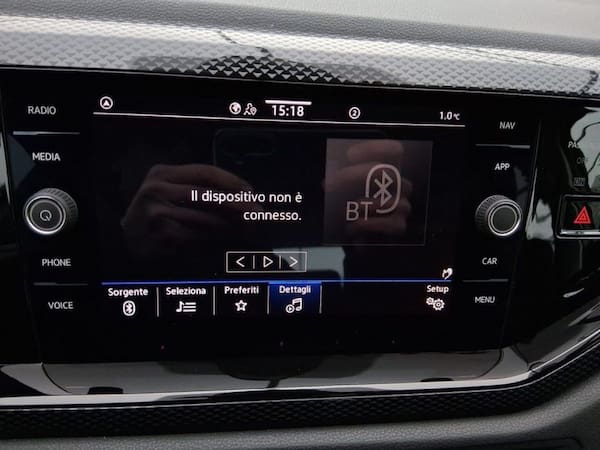 RADIO
MEDIA
PHONE
VOICE
15:18
2
1.0°C
Il dispositivo non è
connesso.
BT
Sorgente
Seleziona
Preferiti
Dettagli
Setup
NAV
APP
CAR
MENU